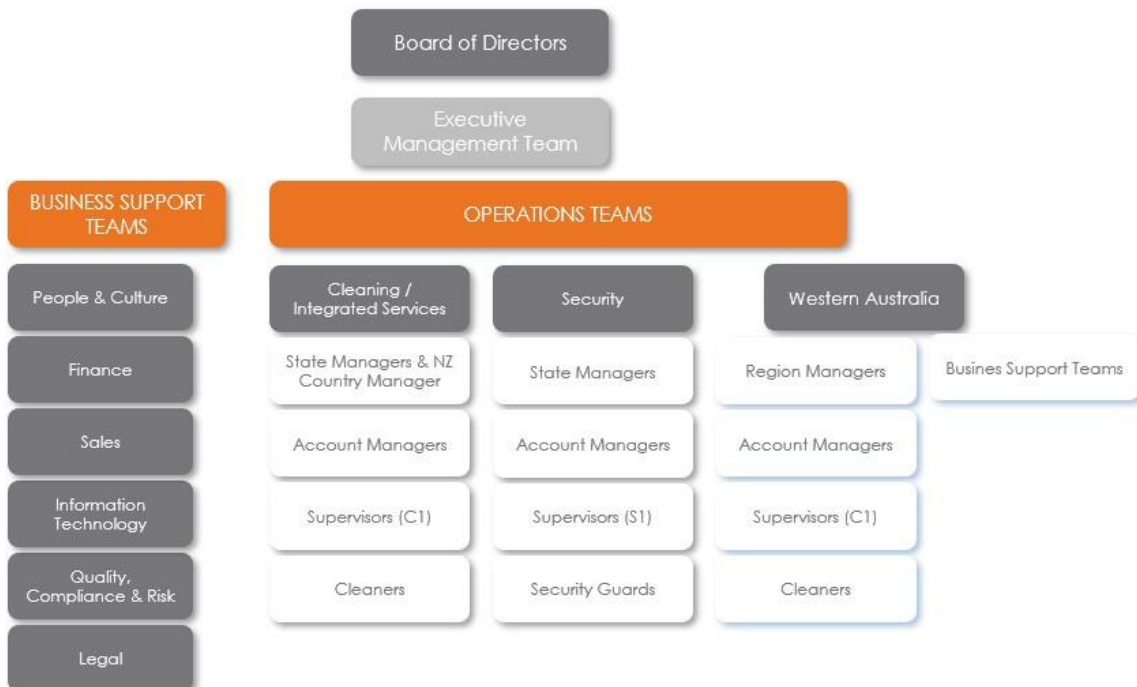 Board of Directors
Executive
Management Team
BUSINESS SUPPORT
TEAMS
OPERATIONS TEAMS
People & Culture
Finance
Sales
Information
Technology
Quality,
Compliance & Risk
Legal
Cleaning /
Integrated Services
State Managers & NZ
Country Manager
Account Managers
Supervisors (C1)
Cleaners
Security
State Managers
Account Managers
Supervisors (S1)
Security Guards
Western Australia
Region Managers
Account Managers
Supervisors (C1)
Cleaners
Busines Support Teams